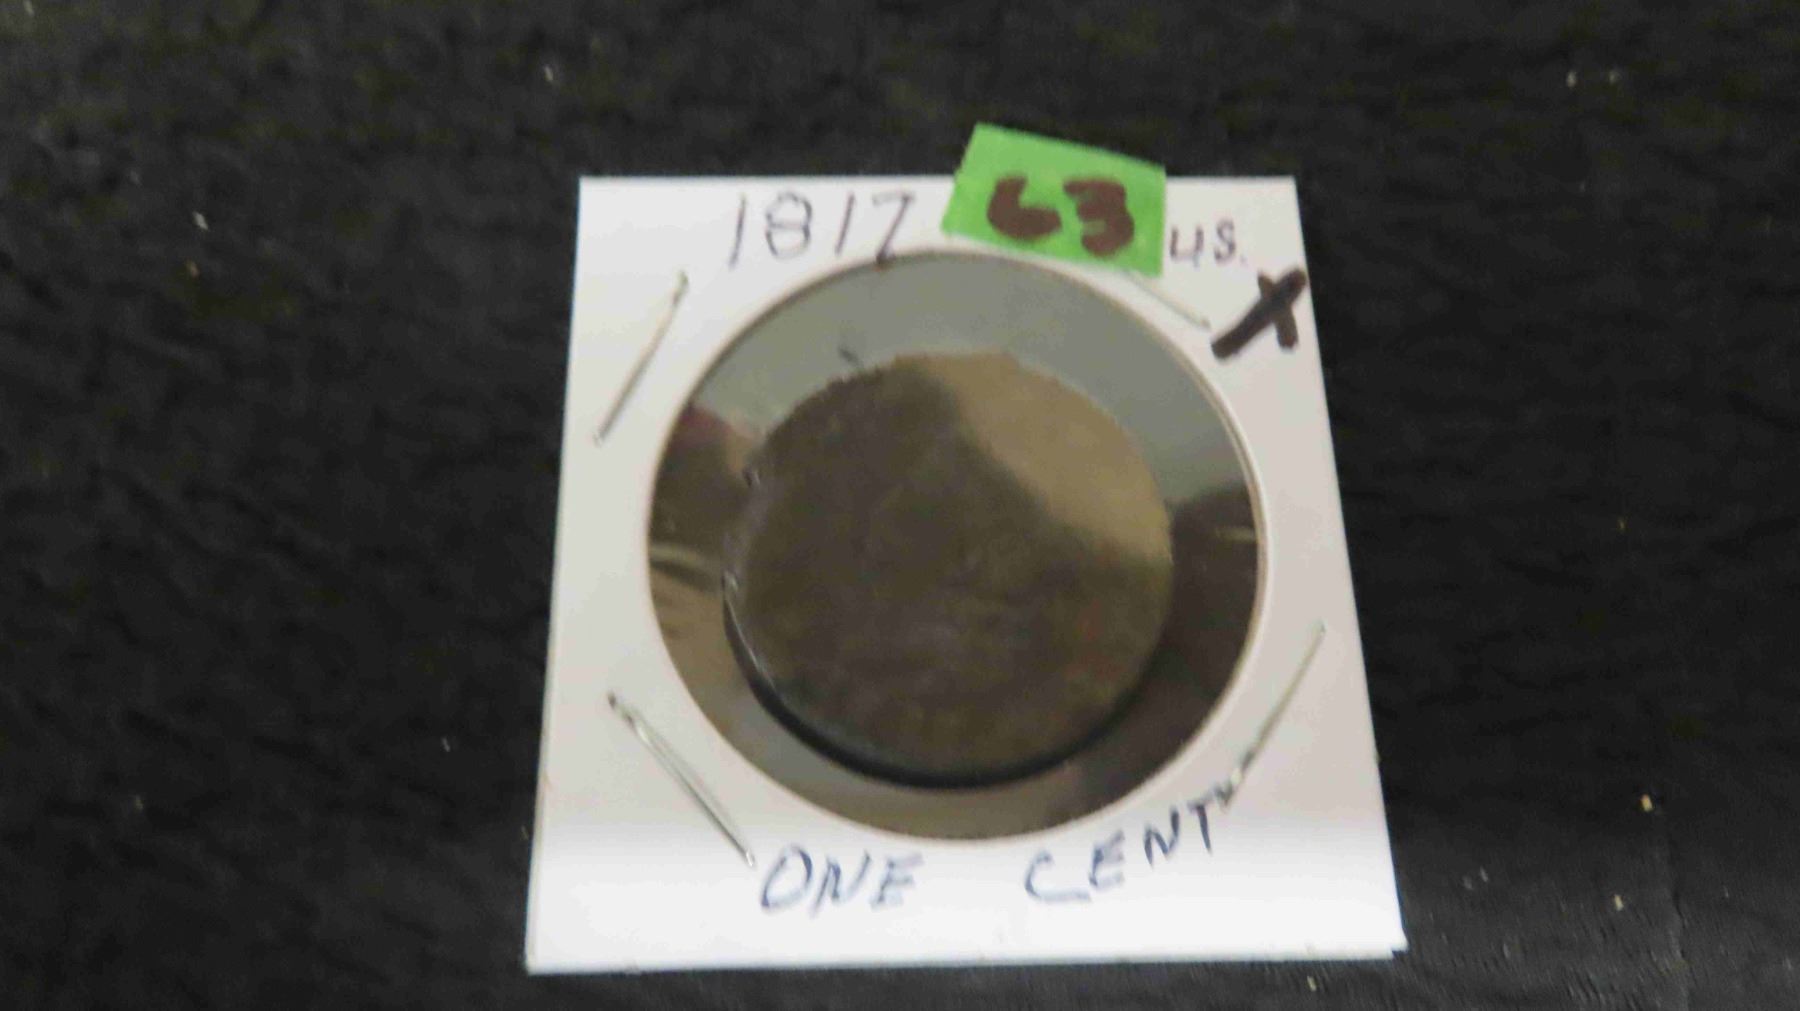 1817 63 US. X
ONE CENT